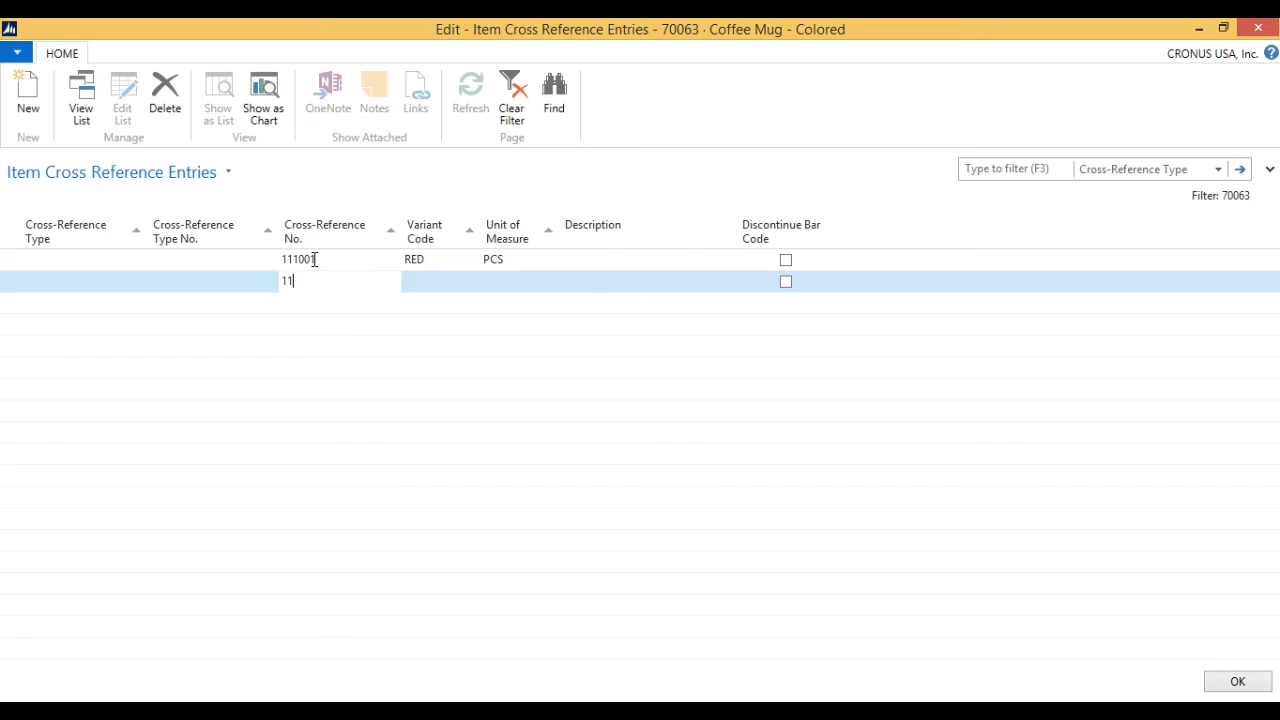 Edit - Item Cross Reference Entries - 70063 · Coffee Mug - Colored
HOME
CRONUS USA, Inc.
New
View List
Edit List
Delete
Show as List
Show as Chart
OneNote
Notes
Links
Refresh
Clear Filter
Find
New
Manage
View
Show Attached
Page
Item Cross Reference Entries
Type to filter (F3)
Cross-Reference Type
Filter: 70063
Cross-Reference Type
Cross-Reference Type No.
Cross-Reference No.
Variant Code
Unit of Measure
Description
Discontinue Bar Code
111001 RED PCS
11
OK